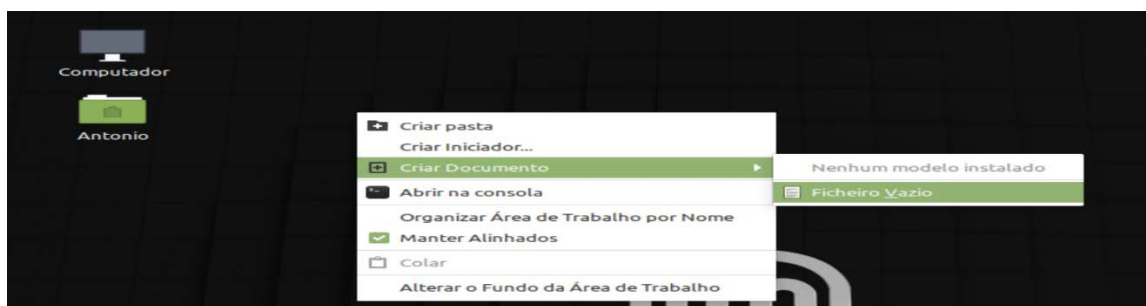 Computador
Antonio
Criar pasta
Criar Iniciador...
Criar Documento
Nenhum modelo instalado
Abrir na consola
Ficheiro Vazio
Organizar Área de Trabalho por Nome
Manter Alinhados
Colar
Alterar o Fundo da Área de Trabalho